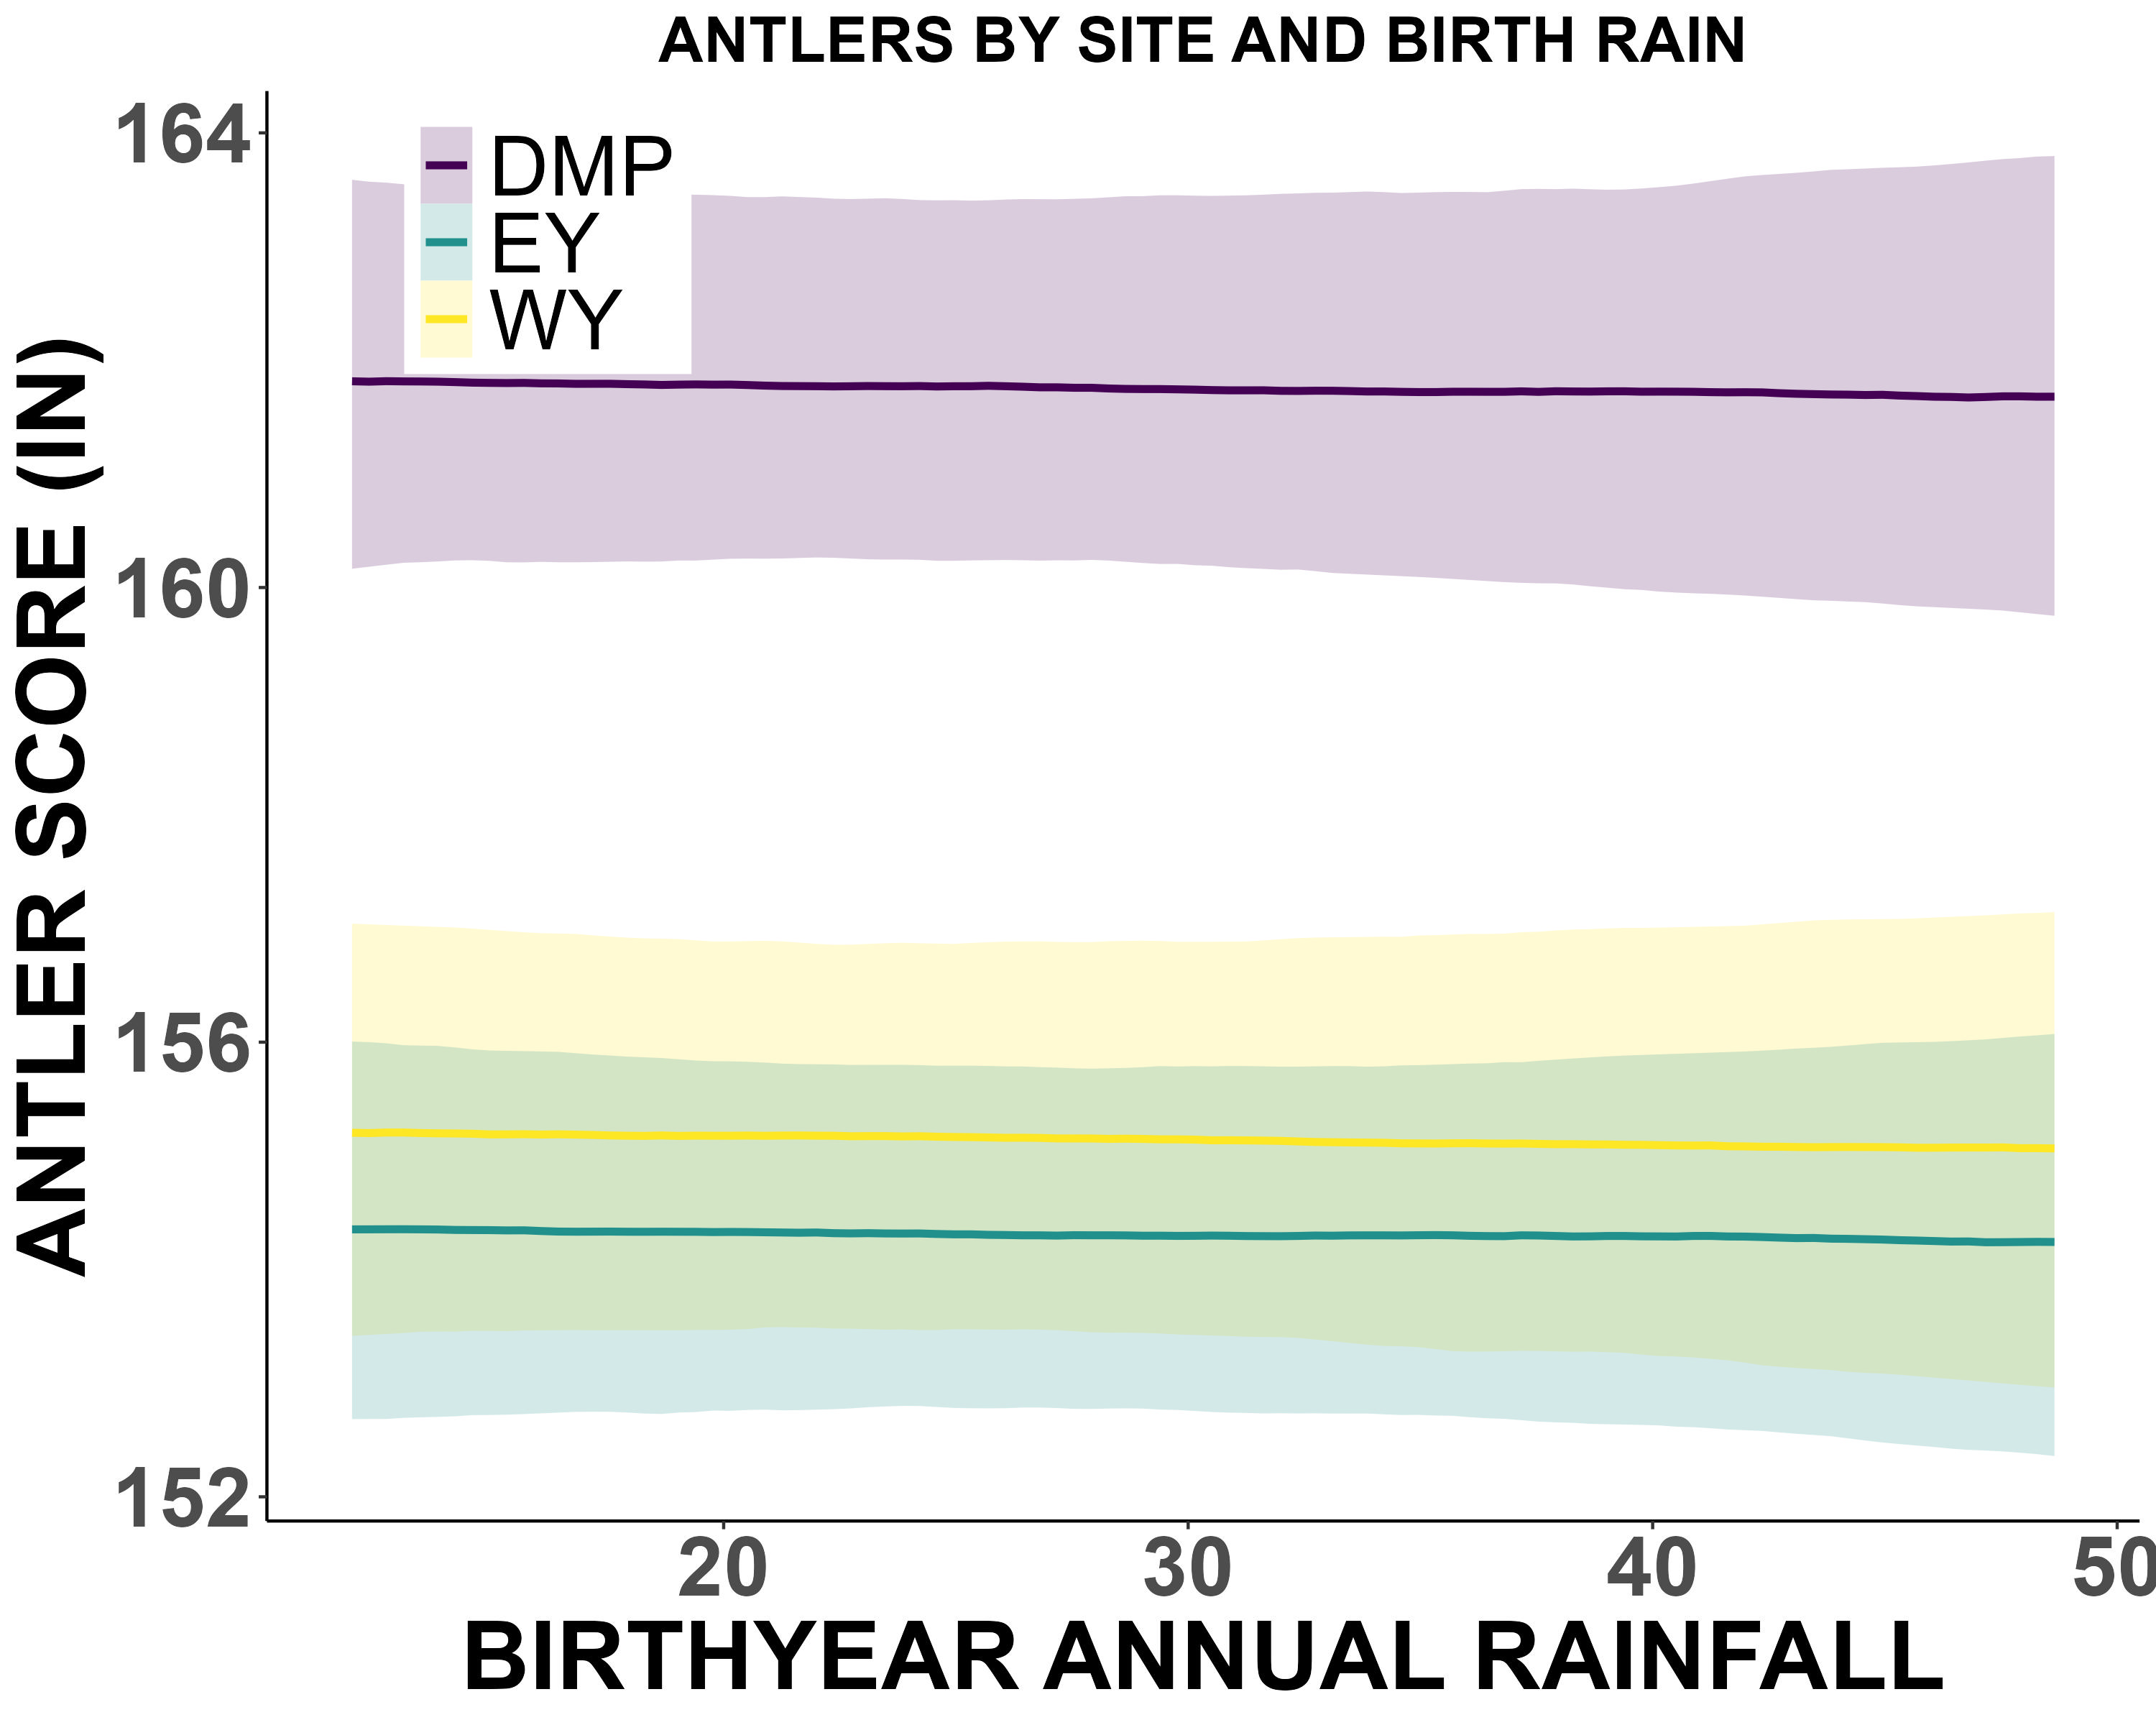 ANTLERS BY SITE AND BIRTH RAIN
ANTLER SCORE (IN)
164
160
156
152
DMP
EY
WY
20 30 40 50
BIRTHYEAR ANNUAL RAINFALL